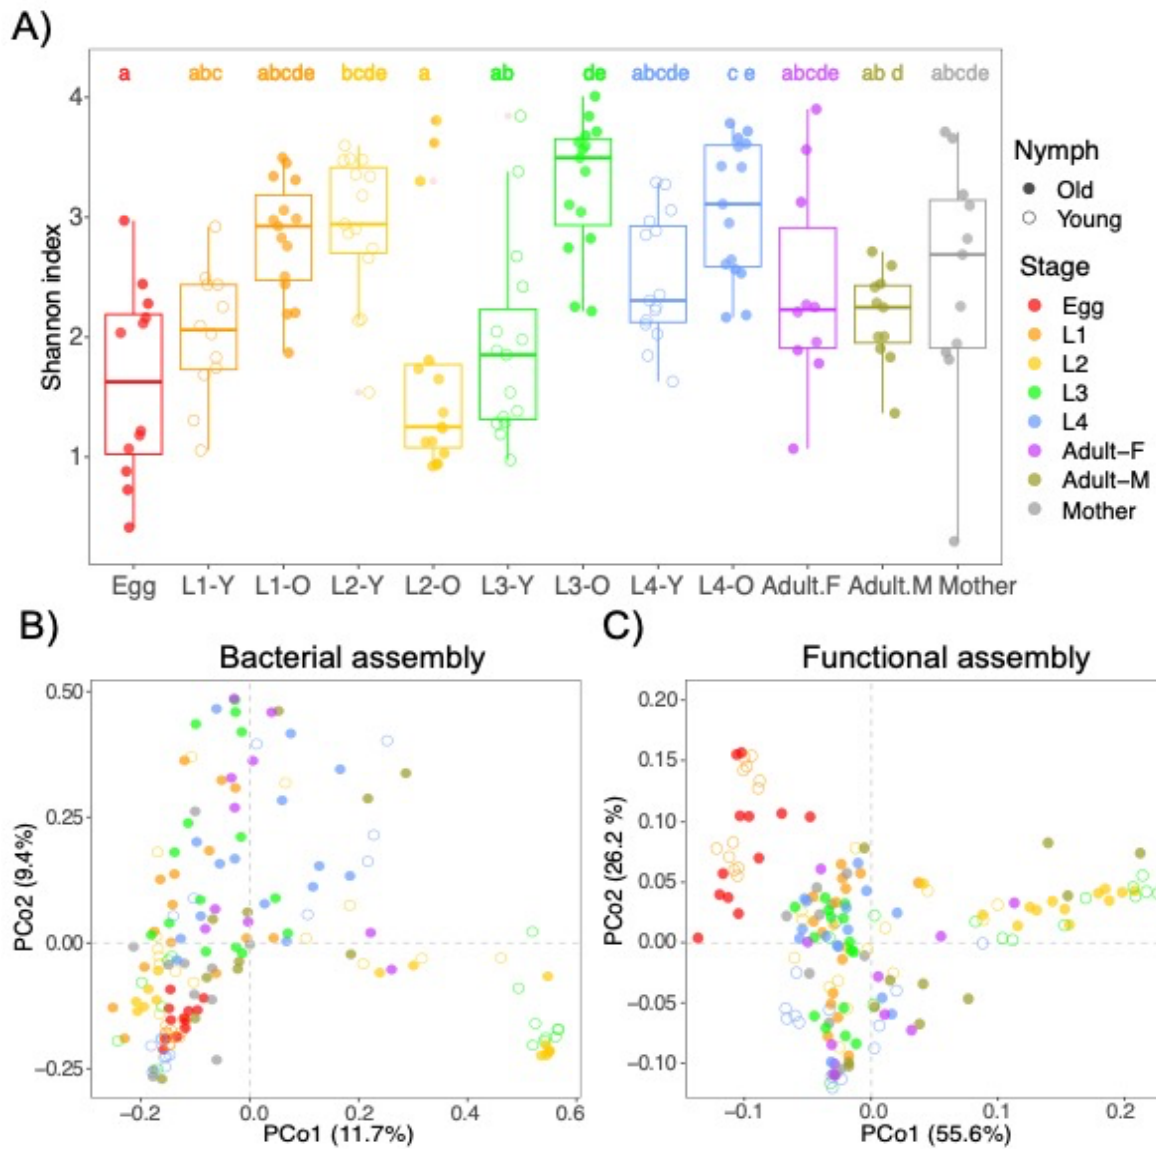 A)
a abc abcde bcde a ab de abcde c e abcde ab d abcde
4
3
2
1
Shannon index
Egg L1-Y L1-O L2-Y L2-O L3-Y L3-O L4-Y L4-O Adult.F Adult.M Mother
Nymph
Old
Young
Stage
Egg
L1
L2
L3
L4
Adult-F
Adult-M
Mother
B)
Bacterial assembly
0.50
0.25
0.00
−0.25
PCo2 (9.4%)
−0.2 0.0 0.2 0.4 0.6
PCo1 (11.7%)
C)
Functional assembly
0.20
0.15
0.10
0.05
0.00
−0.05
−0.10
PCo2 (26.2 %)
−0.1 0.0 0.1 0.2
PCo1 (55.6%)